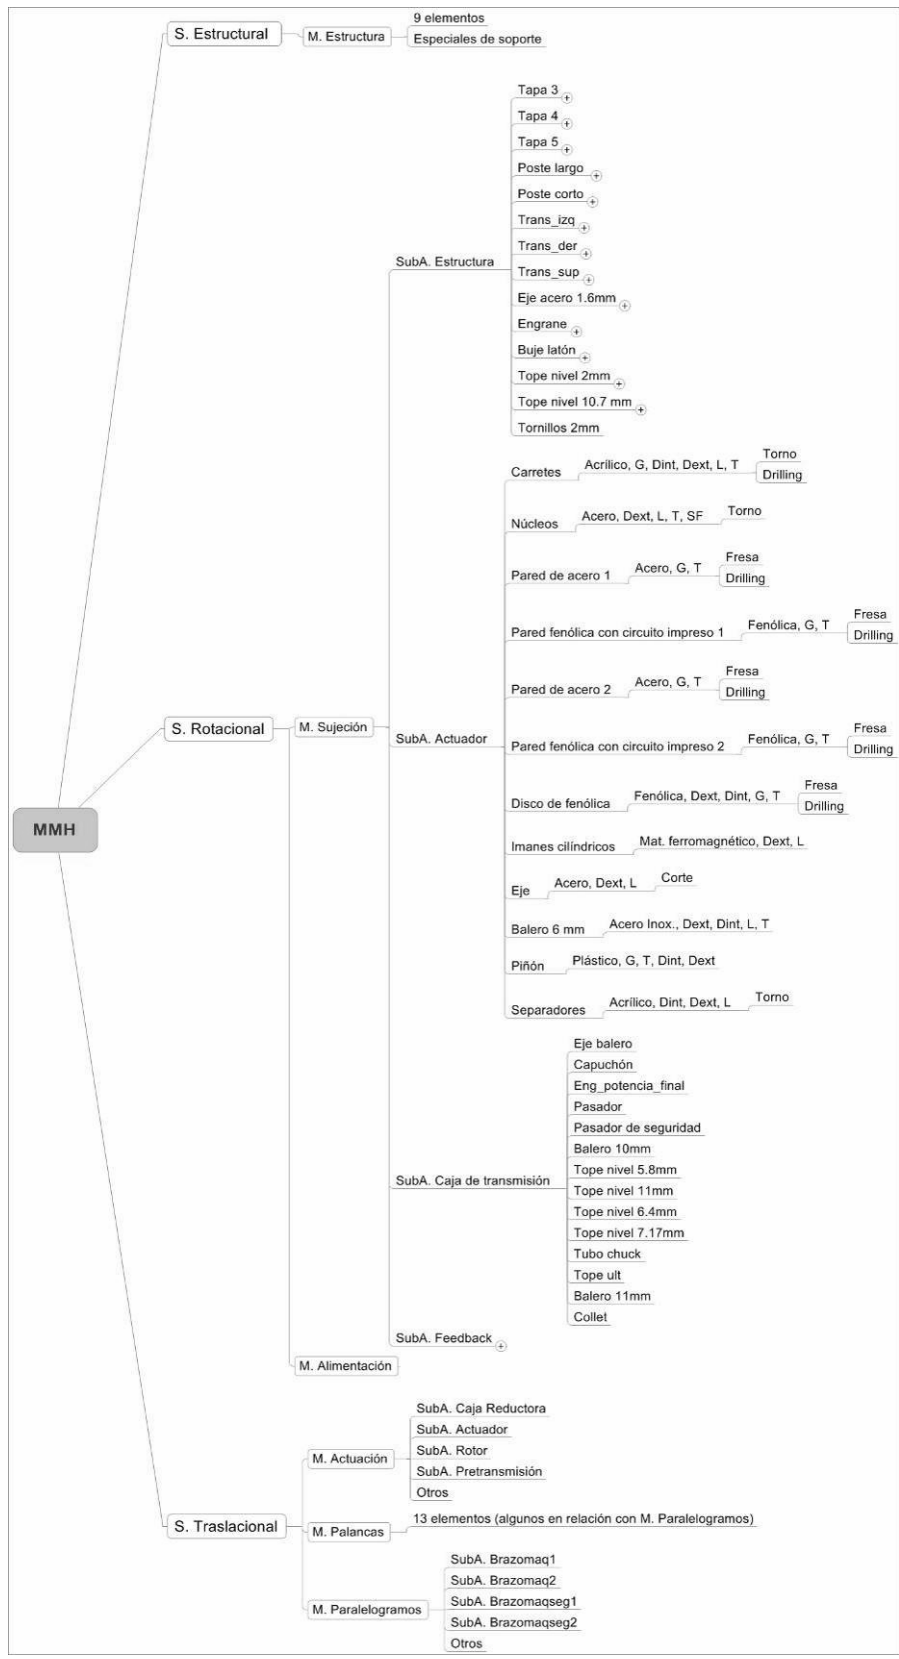 MMH
S. Estructural
M. Estructura
9 elementos
Especiales de soporte
S. Rotacional
M. Sujeción
SubA. Estructura
Tapa 3
Tapa 4
Tapa 5
Poste largo
Poste corto
Trans_izq
Trans_der
Trans_sup
Eje acero 1.6mm
Engrane
Buje latón
Tope nivel 2mm
Tope nivel 10.7 mm
Tornillos 2mm
SubA. Actuador
Carretes
Acrílico, G, Dint, Dext, L, T
Torno
Drilling
Núcleos
Acero, Dext, L, T, SF
Torno
Pared de acero 1
Acero, G, T
Fresa
Drilling
Pared fenólica con circuito impreso 1
Fenólica, G, T
Fresa
Drilling
Pared de acero 2
Acero, G, T
Fresa
Drilling
Pared fenólica con circuito impreso 2
Fenólica, G, T
Fresa
Drilling
Disco de fenólica
Fenólica, Dext, Dint, G, T
Fresa
Drilling
Imanes cilíndricos
Mat. ferromagnético, Dext, L
Eje
Acero, Dext, L
Corte
Balero 6 mm
Acero Inox., Dext, Dint, L, T
Piñón
Plástico, G, T, Dint, Dext
Separadores
Acrílico, Dint, Dext, L
Torno
SubA. Caja de transmisión
Eje balero
Capuchón
Eng_potencia_final
Pasador
Pasador de seguridad
Balero 10mm
Tope nivel 5.8mm
Tope nivel 11mm
Tope nivel 6.4mm
Tope nivel 7.17mm
Tubo chuck
Tope ult
Balero 11mm
Collet
SubA. Feedback
M. Alimentación
S. Traslacional
M. Actuación
SubA. Caja Reductora
SubA. Actuador
SubA. Rotor
SubA. Pretransmisión
Otros
M. Palancas
13 elementos (algunos en relación con M. Paralelogramos)
M. Paralelogramos
SubA. Brazomaq1
SubA. Brazomaq2
SubA. Brazomaqseg1
SubA. Brazomaqseg2
Otros